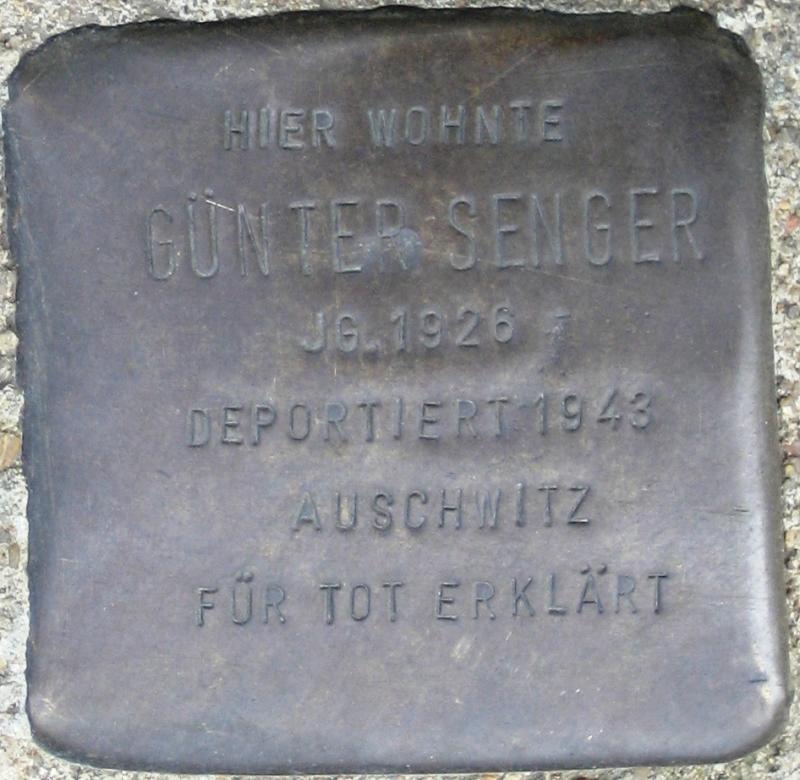 HIER WOHNTE
GÜNTER SENGER
JG. 1926
DEPORTIERT 1943
AUSCHWITZ
FÜR TOT ERKLÄRT